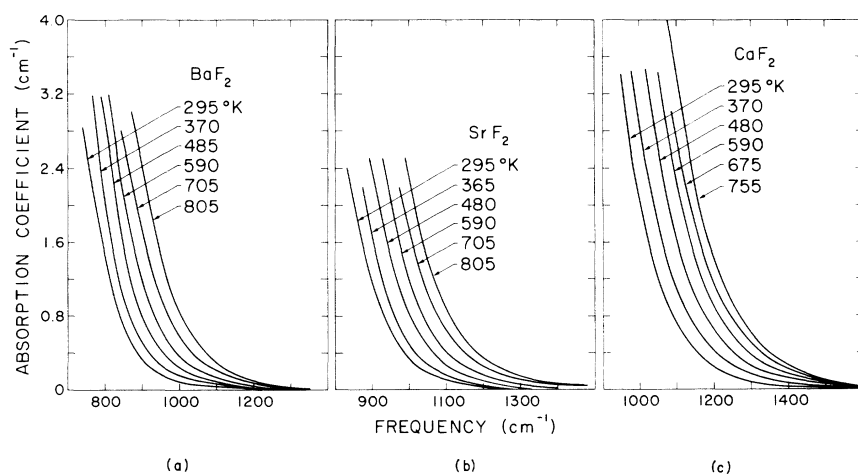 ABSORPTION COEFFICIENT (cm⁻¹)
4.0
3.2
2.4
1.6
0.8
0
BaF₂
295 °K
370
485
590
705
805
800 1000 1200
(a)
SrF₂
295 °K
365
480
590
705
805
900 1100 1300
(b)
CaF₂
295 °K
370
480
590
675
755
1000 1200 1400
(c)
FREQUENCY (cm⁻¹)